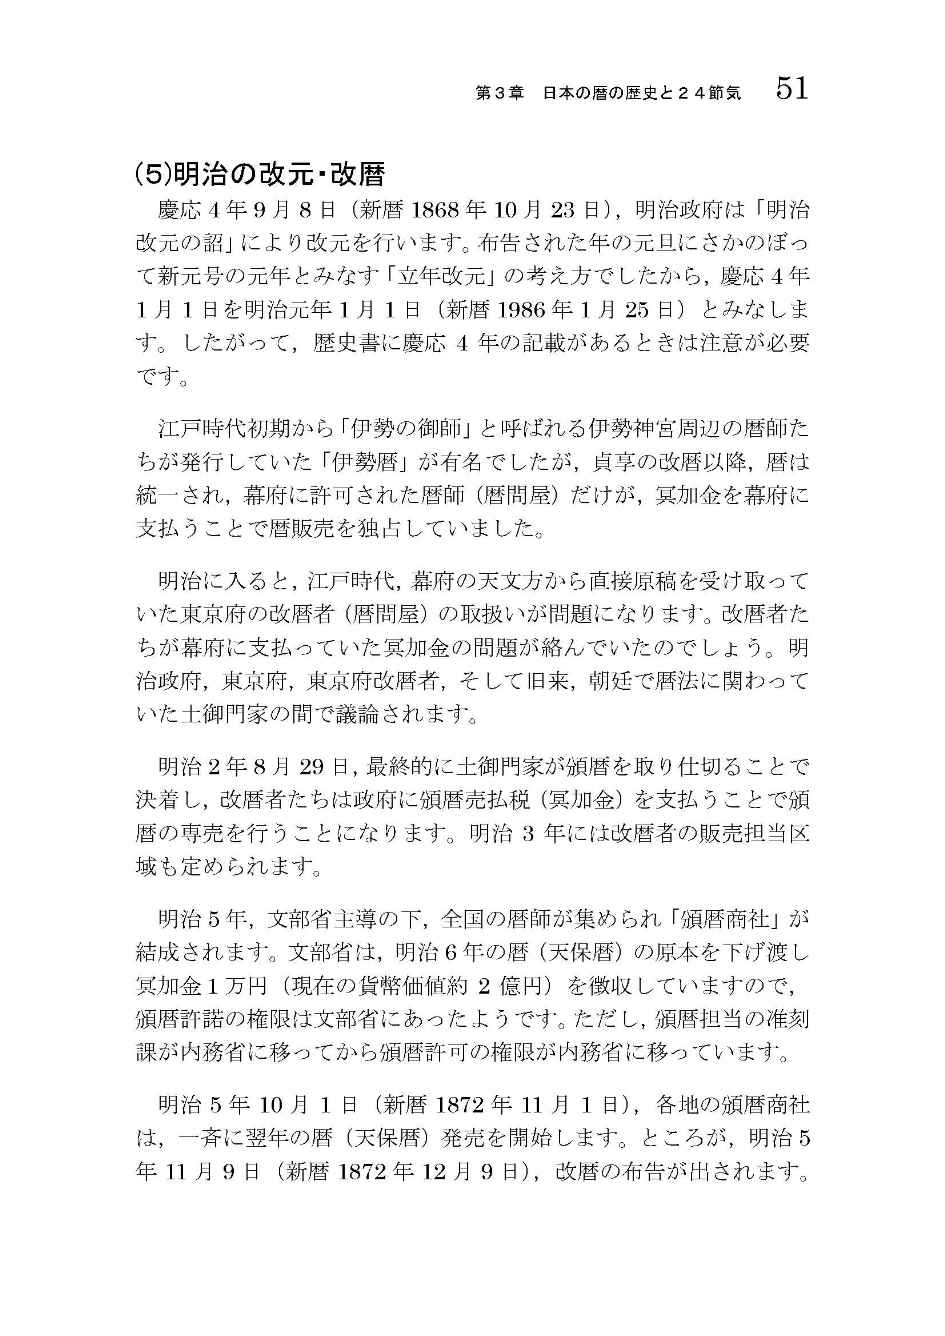 第３章　日本の暦の歴史と２４節気　51
(5)明治の改元・改暦
慶応 4 年 9 月 8 日（新暦 1868 年 10 月 23 日），明治政府は「明治
改元の詔」により改元を行います。布告された年の元旦にさかのぼっ
て新元号の元年とみなす「立年改元」の考え方でしたから，慶応 4 年
1 月 1 日を明治元年 1 月 1 日（新暦 1986 年 1 月 25 日）とみなしま
す。したがって，歴史書に慶応 4 年の記載があるときは注意が必要
です。
江戸時代初期から「伊勢の御師」と呼ばれる伊勢神宮周辺の暦師た
ちが発行していた「伊勢暦」が有名でしたが，貞享の改暦以降，暦は
統一され，幕府に許可された暦師（暦問屋）だけが，冥加金を幕府に
支払うことで暦販売を独占していました。
明治に入ると，江戸時代，幕府の天文方から直接原稿を受け取って
いた東京府の改暦者（暦問屋）の取扱いが問題になります。改暦者た
ちが幕府に支払っていた冥加金の問題が絡んでいたのでしょう。明
治政府，東京府，東京府改暦者，そして旧来，朝廷で暦法に関わって
いた土御門家の間で議論されます。
明治 2 年 8 月 29 日，最終的に土御門家が頒暦を取り仕切ることで
決着し，改暦者たちは政府に頒暦売払税（冥加金）を支払うことで頒
暦の専売を行うことになります。明治 3 年には改暦者の販売担当区
域も定められます。
明治 5 年，文部省主導の下，全国の暦師が集められ「頒暦商社」が
結成されます。文部省は，明治 6 年の暦（天保暦）の原本を下げ渡し
冥加金 1 万円（現在の貨幣価値約 2 億円）を徴収していますので，
頒暦許諾の権限は文部省にあったようです。ただし，頒暦担当の准刻
課が内務省に移ってから頒暦許可の権限が内務省に移っています。
明治 5 年 10 月 1 日（新暦 1872 年 11 月 1 日），各地の頒暦商社
は，一斉に翌年の暦（天保暦）発売を開始します。ところが，明治 5
年 11 月 9 日（新暦 1872 年 12 月 9 日），改暦の布告が出されます。